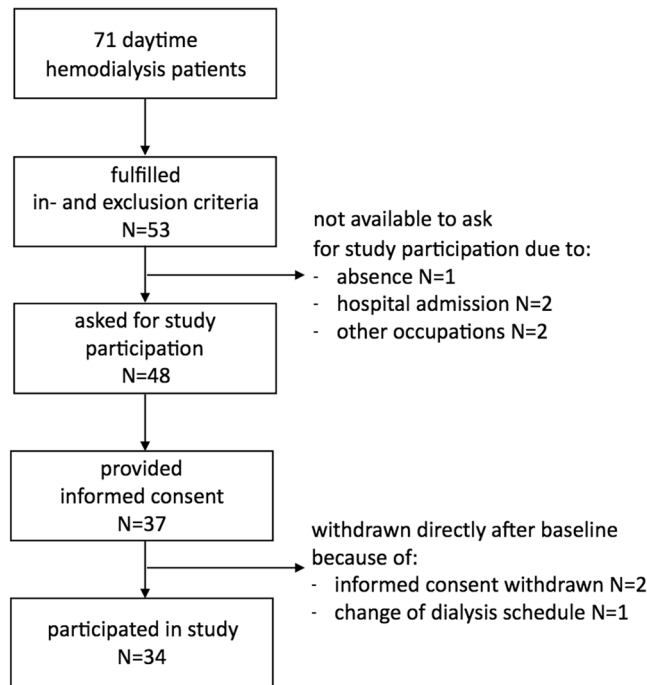 71 daytime
hemodialysis patients
fulfilled
in- and exclusion criteria
N=53
not available to ask
for study participation due to:
- absence N=1
- hospital admission N=2
- other occupations N=2
asked for study
participation
N=48
provided
informed consent
N=37
withdrawn directly after baseline
because of:
- informed consent withdrawn N=2
- change of dialysis schedule N=1
participated in study
N=34